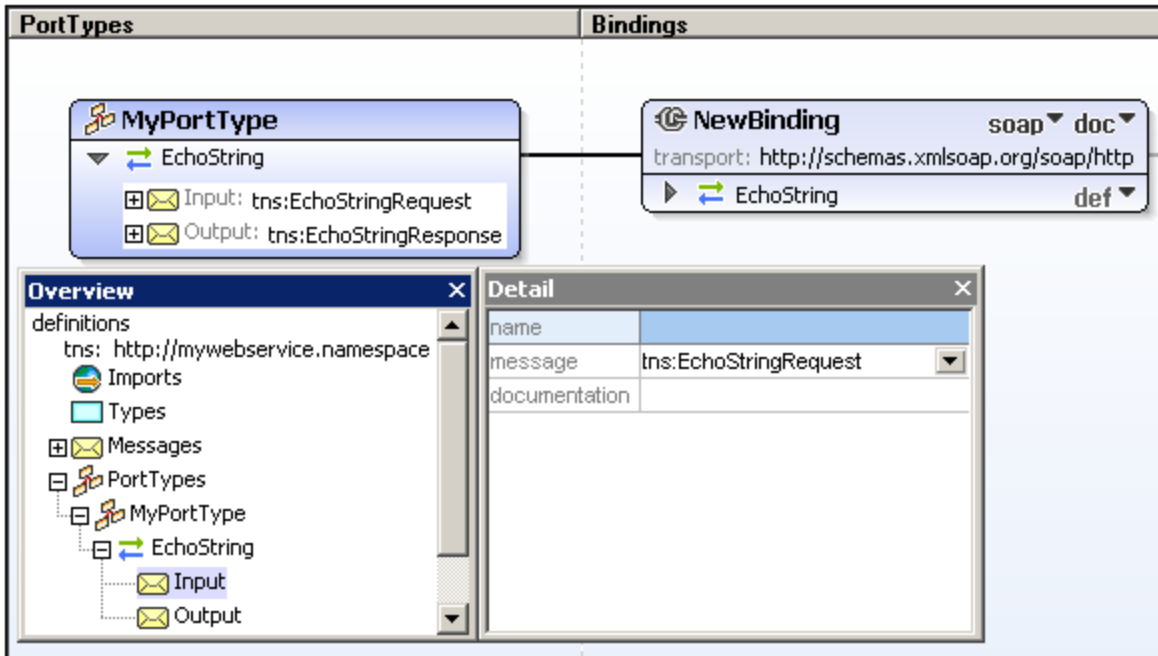 PortTypes
Bindings
MyPortType
EchoString
Input: tns:EchoStringRequest
Output: tns:EchoStringResponse
NewBinding soap doc
transport: http://schemas.xmlsoap.org/soap/http
EchoString def
Overview
definitions
tns: http://mywebservice.namespace
Imports
Types
Messages
PortTypes
MyPortType
EchoString
Input
Output
Detail
name
message tns:EchoStringRequest
documentation